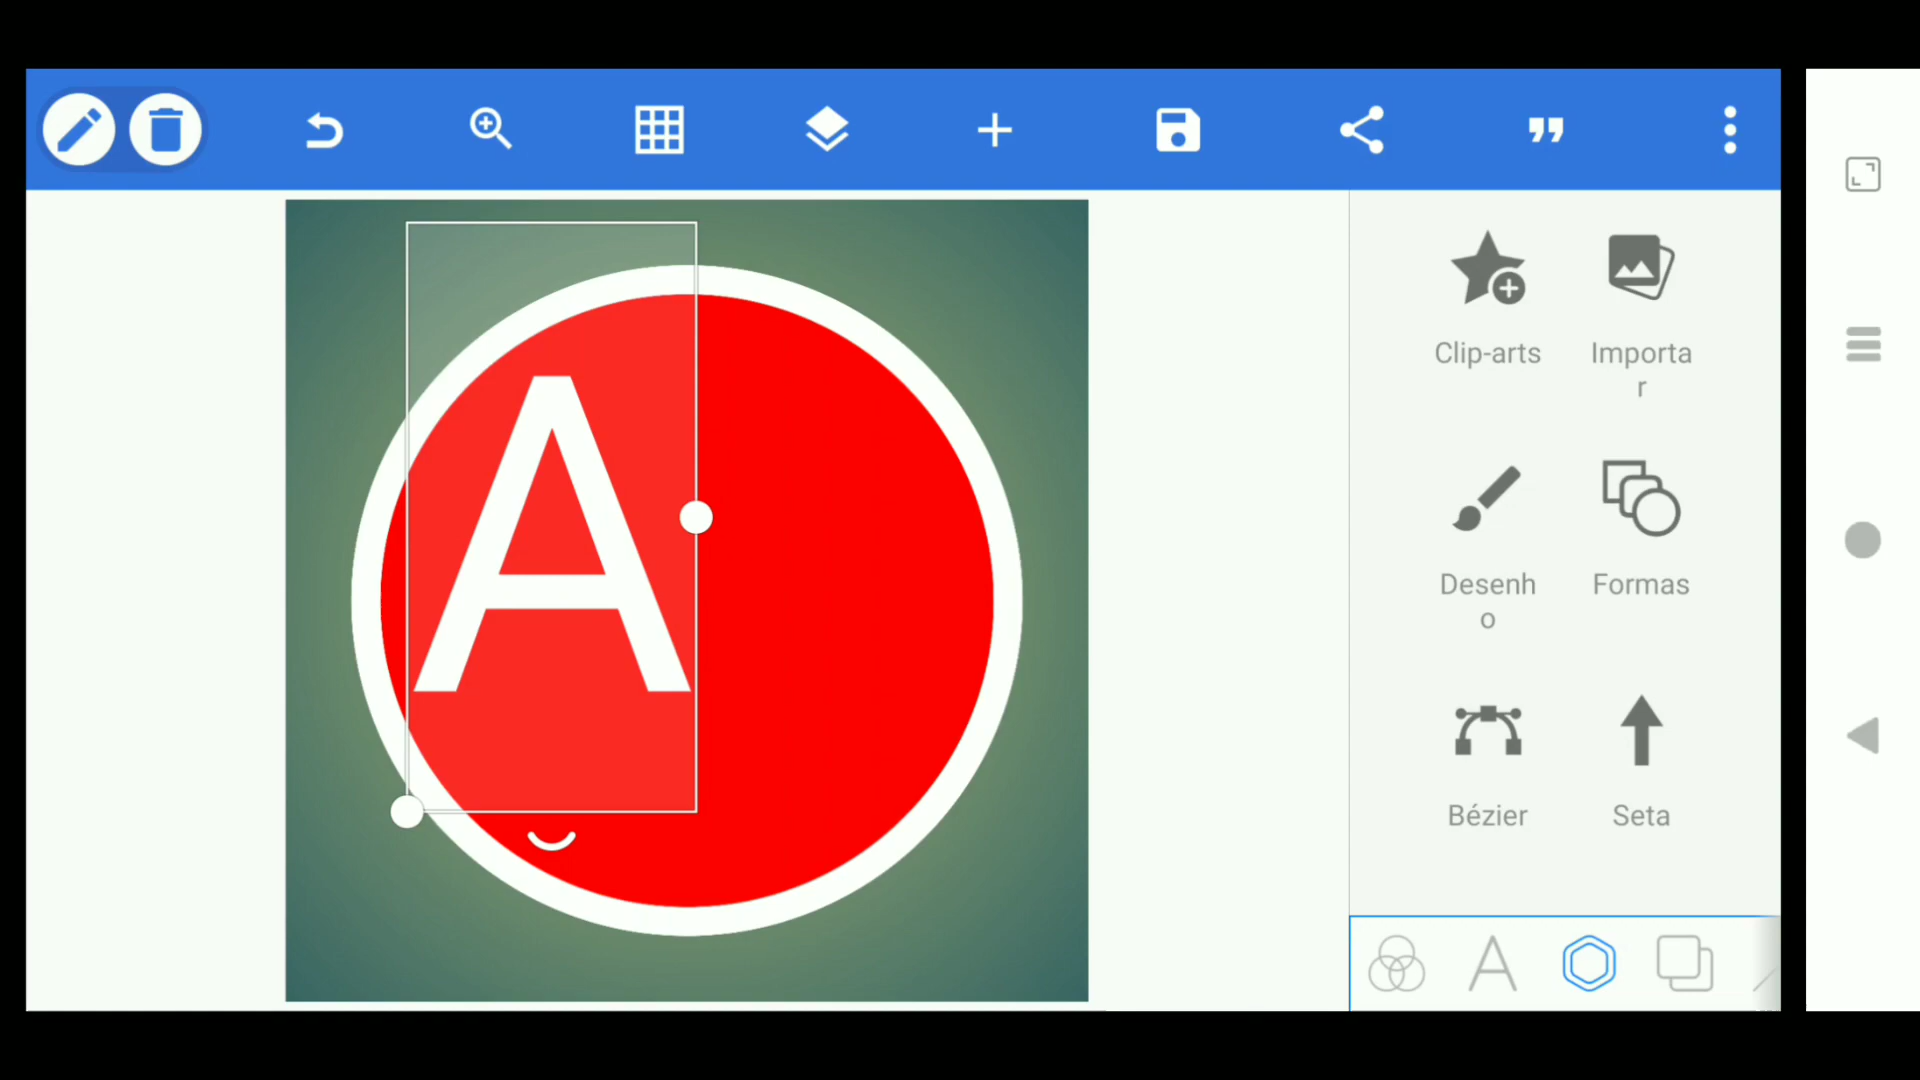 A
Clip-arts
Importa
r
Desenh
o
Formas
Bézier
Seta